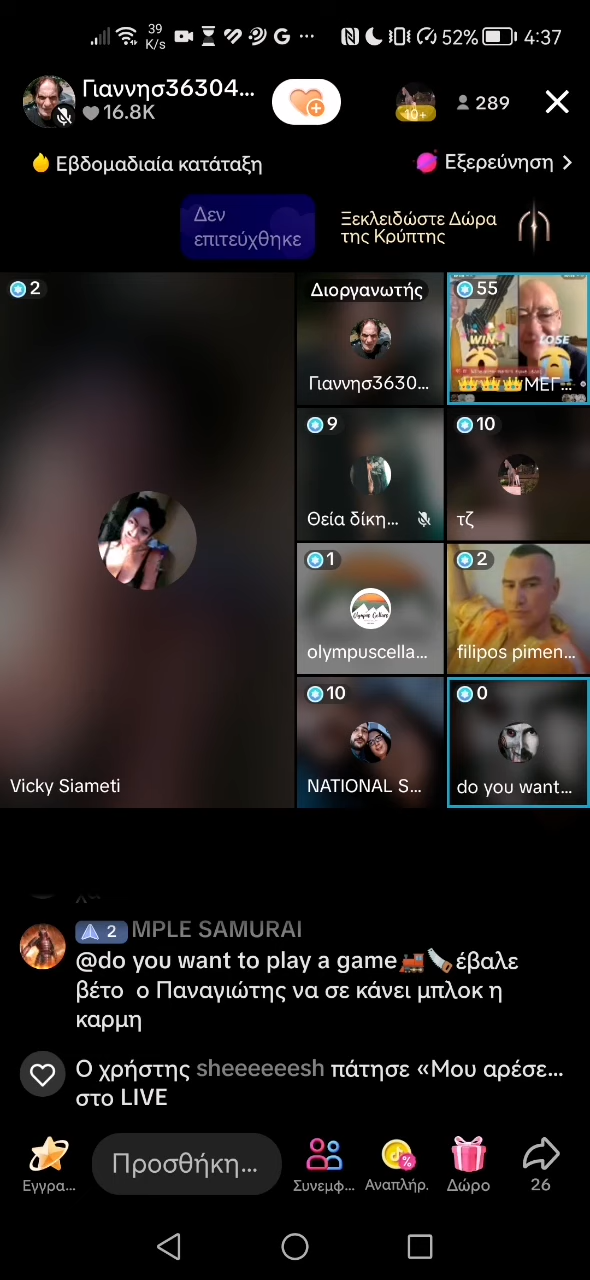 39
K/s
52%
4:37
Γιαννησ36304...
16.8K
10+
289
Εβδομαδιαία κατάταξη
Εξερεύνηση
Δεν
επιτεύχθηκε
Ξεκλειδώστε Δώρα
της Κρύπτης
2
Διοργανωτής
Γιαννησ3630...
55
WIN
LOSE
ΜΕΓ...
9
Θεία δίκη...
10
τζ
1
olympuscella...
2
filipos pimen...
10
NATIONAL S...
0
do you want...
Vicky Siameti
2 MPLE SAMURAI
@do you want to play a game🚂🪚έβαλε
βέτο ο Παναγιώτης να σε κάνει μπλοκ η
καρμη
Ο χρήστης sheeeeeesh πάτησε «Μου αρέσε...
στο LIVE
Εγγρα...
Προσθήκη...
Συνεμφ...
Αναπλήρ.
Δώρο
26